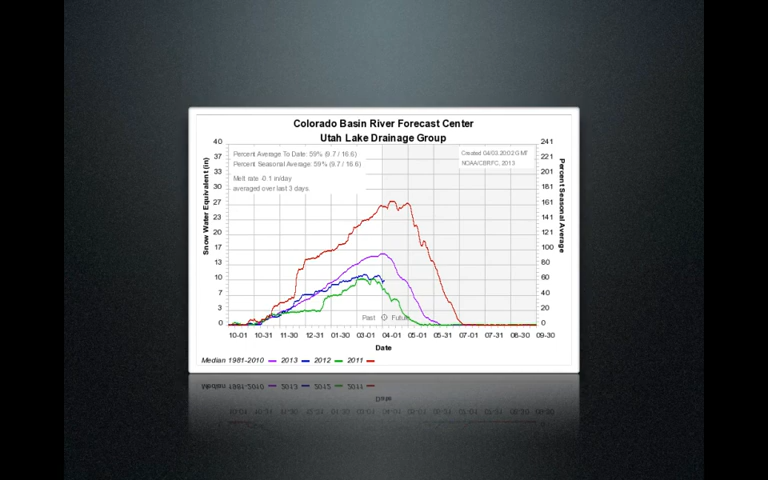 Colorado Basin River Forecast Center
Utah Lake Drainage Group
Percent Average To Date: 59% (9.7 / 16.6)
Percent Seasonal Average: 59% (9.7 / 16.6)
Melt rate -0.1 in/day
averaged over last 3 days.
NOAA/CBRFC, 2013
Snow Water Equivalent (in)
40
37
33
30
27
23
20
17
13
10
7
3
0
241
221
201
181
161
141
121
100
80
60
40
20
0
Percent Seasonal Average
Past Future
10-01 10-31 11-30 12-31 01-30 03-01 04-01 05-01 05-31 07-01 07-31 08-30 09-30
Date
Median 1981-2010 2013 2012 2011